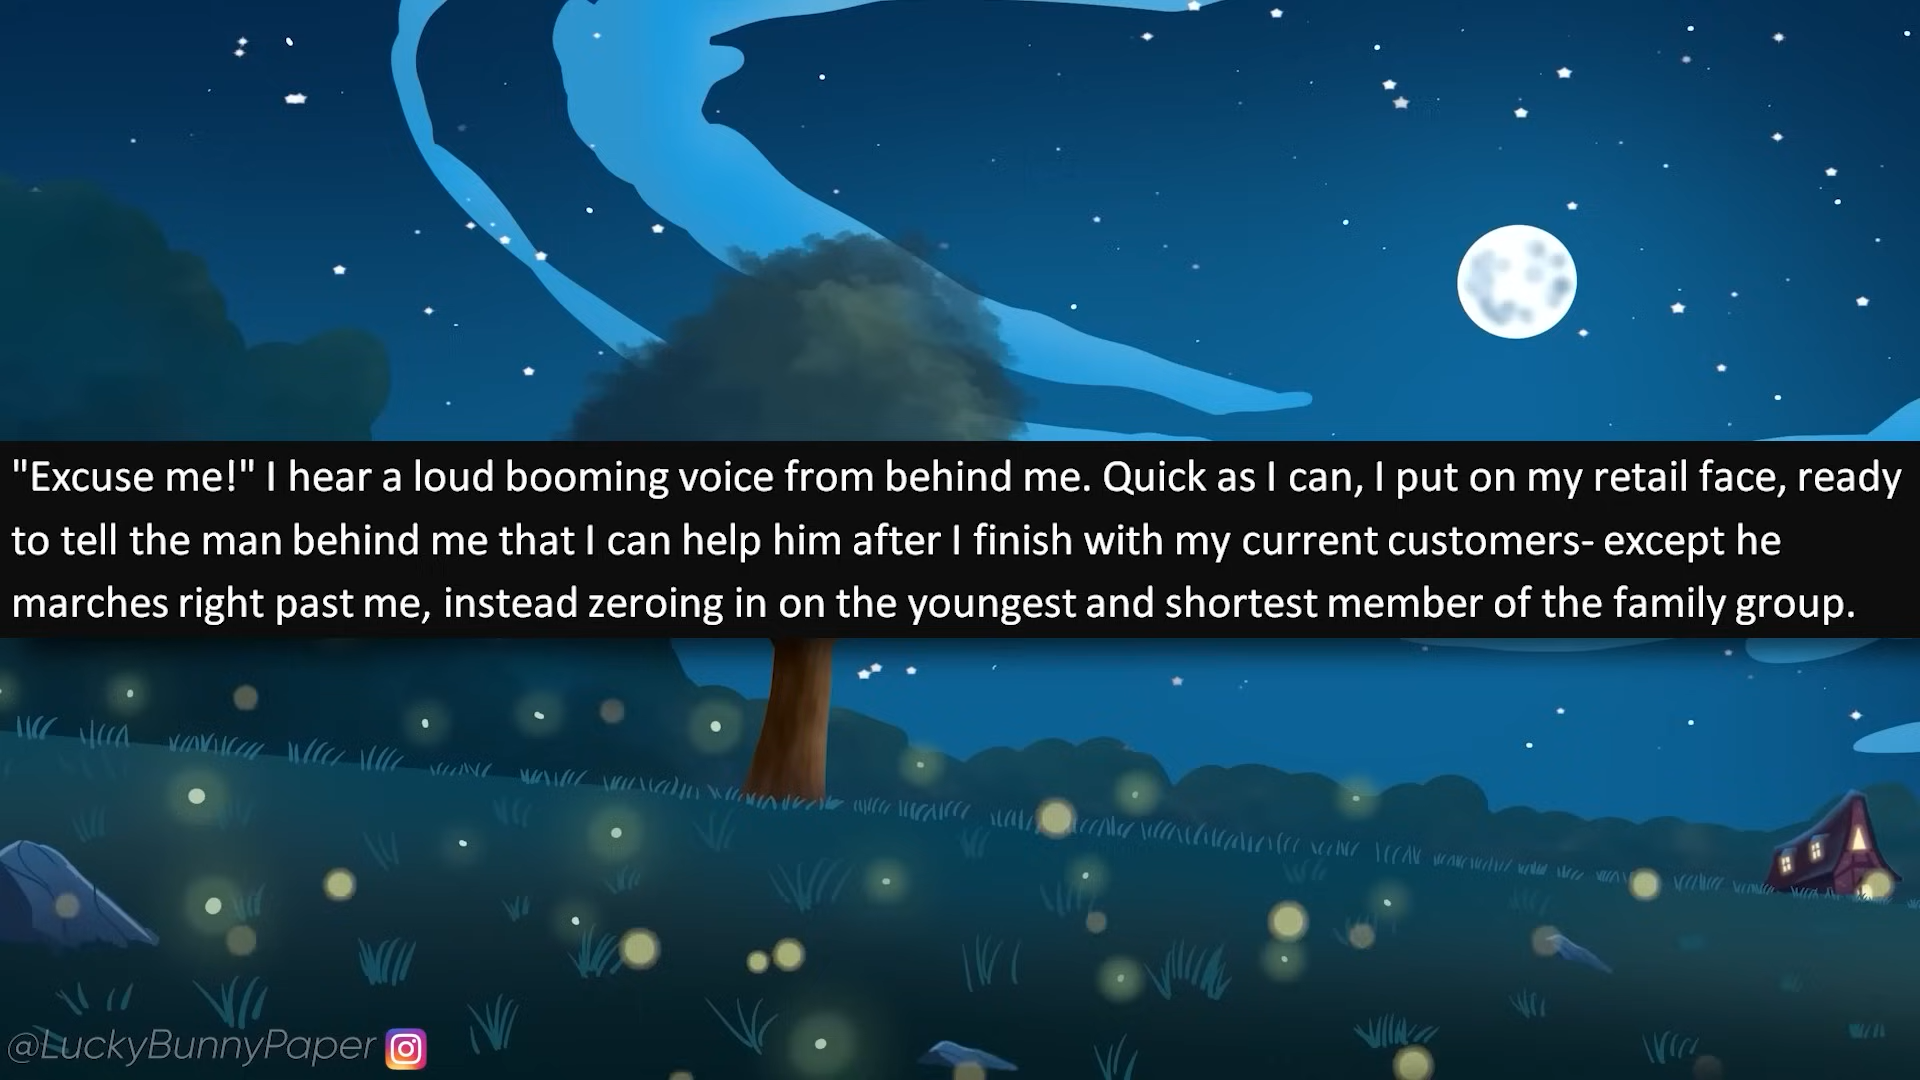 "Excuse me!" I hear a loud booming voice from behind me. Quick as I can, I put on my retail face, ready
to tell the man behind me that I can help him after I finish with my current customers- except he
marches right past me, instead zeroing in on the youngest and shortest member of the family group.
@LuckyBunnyPaper